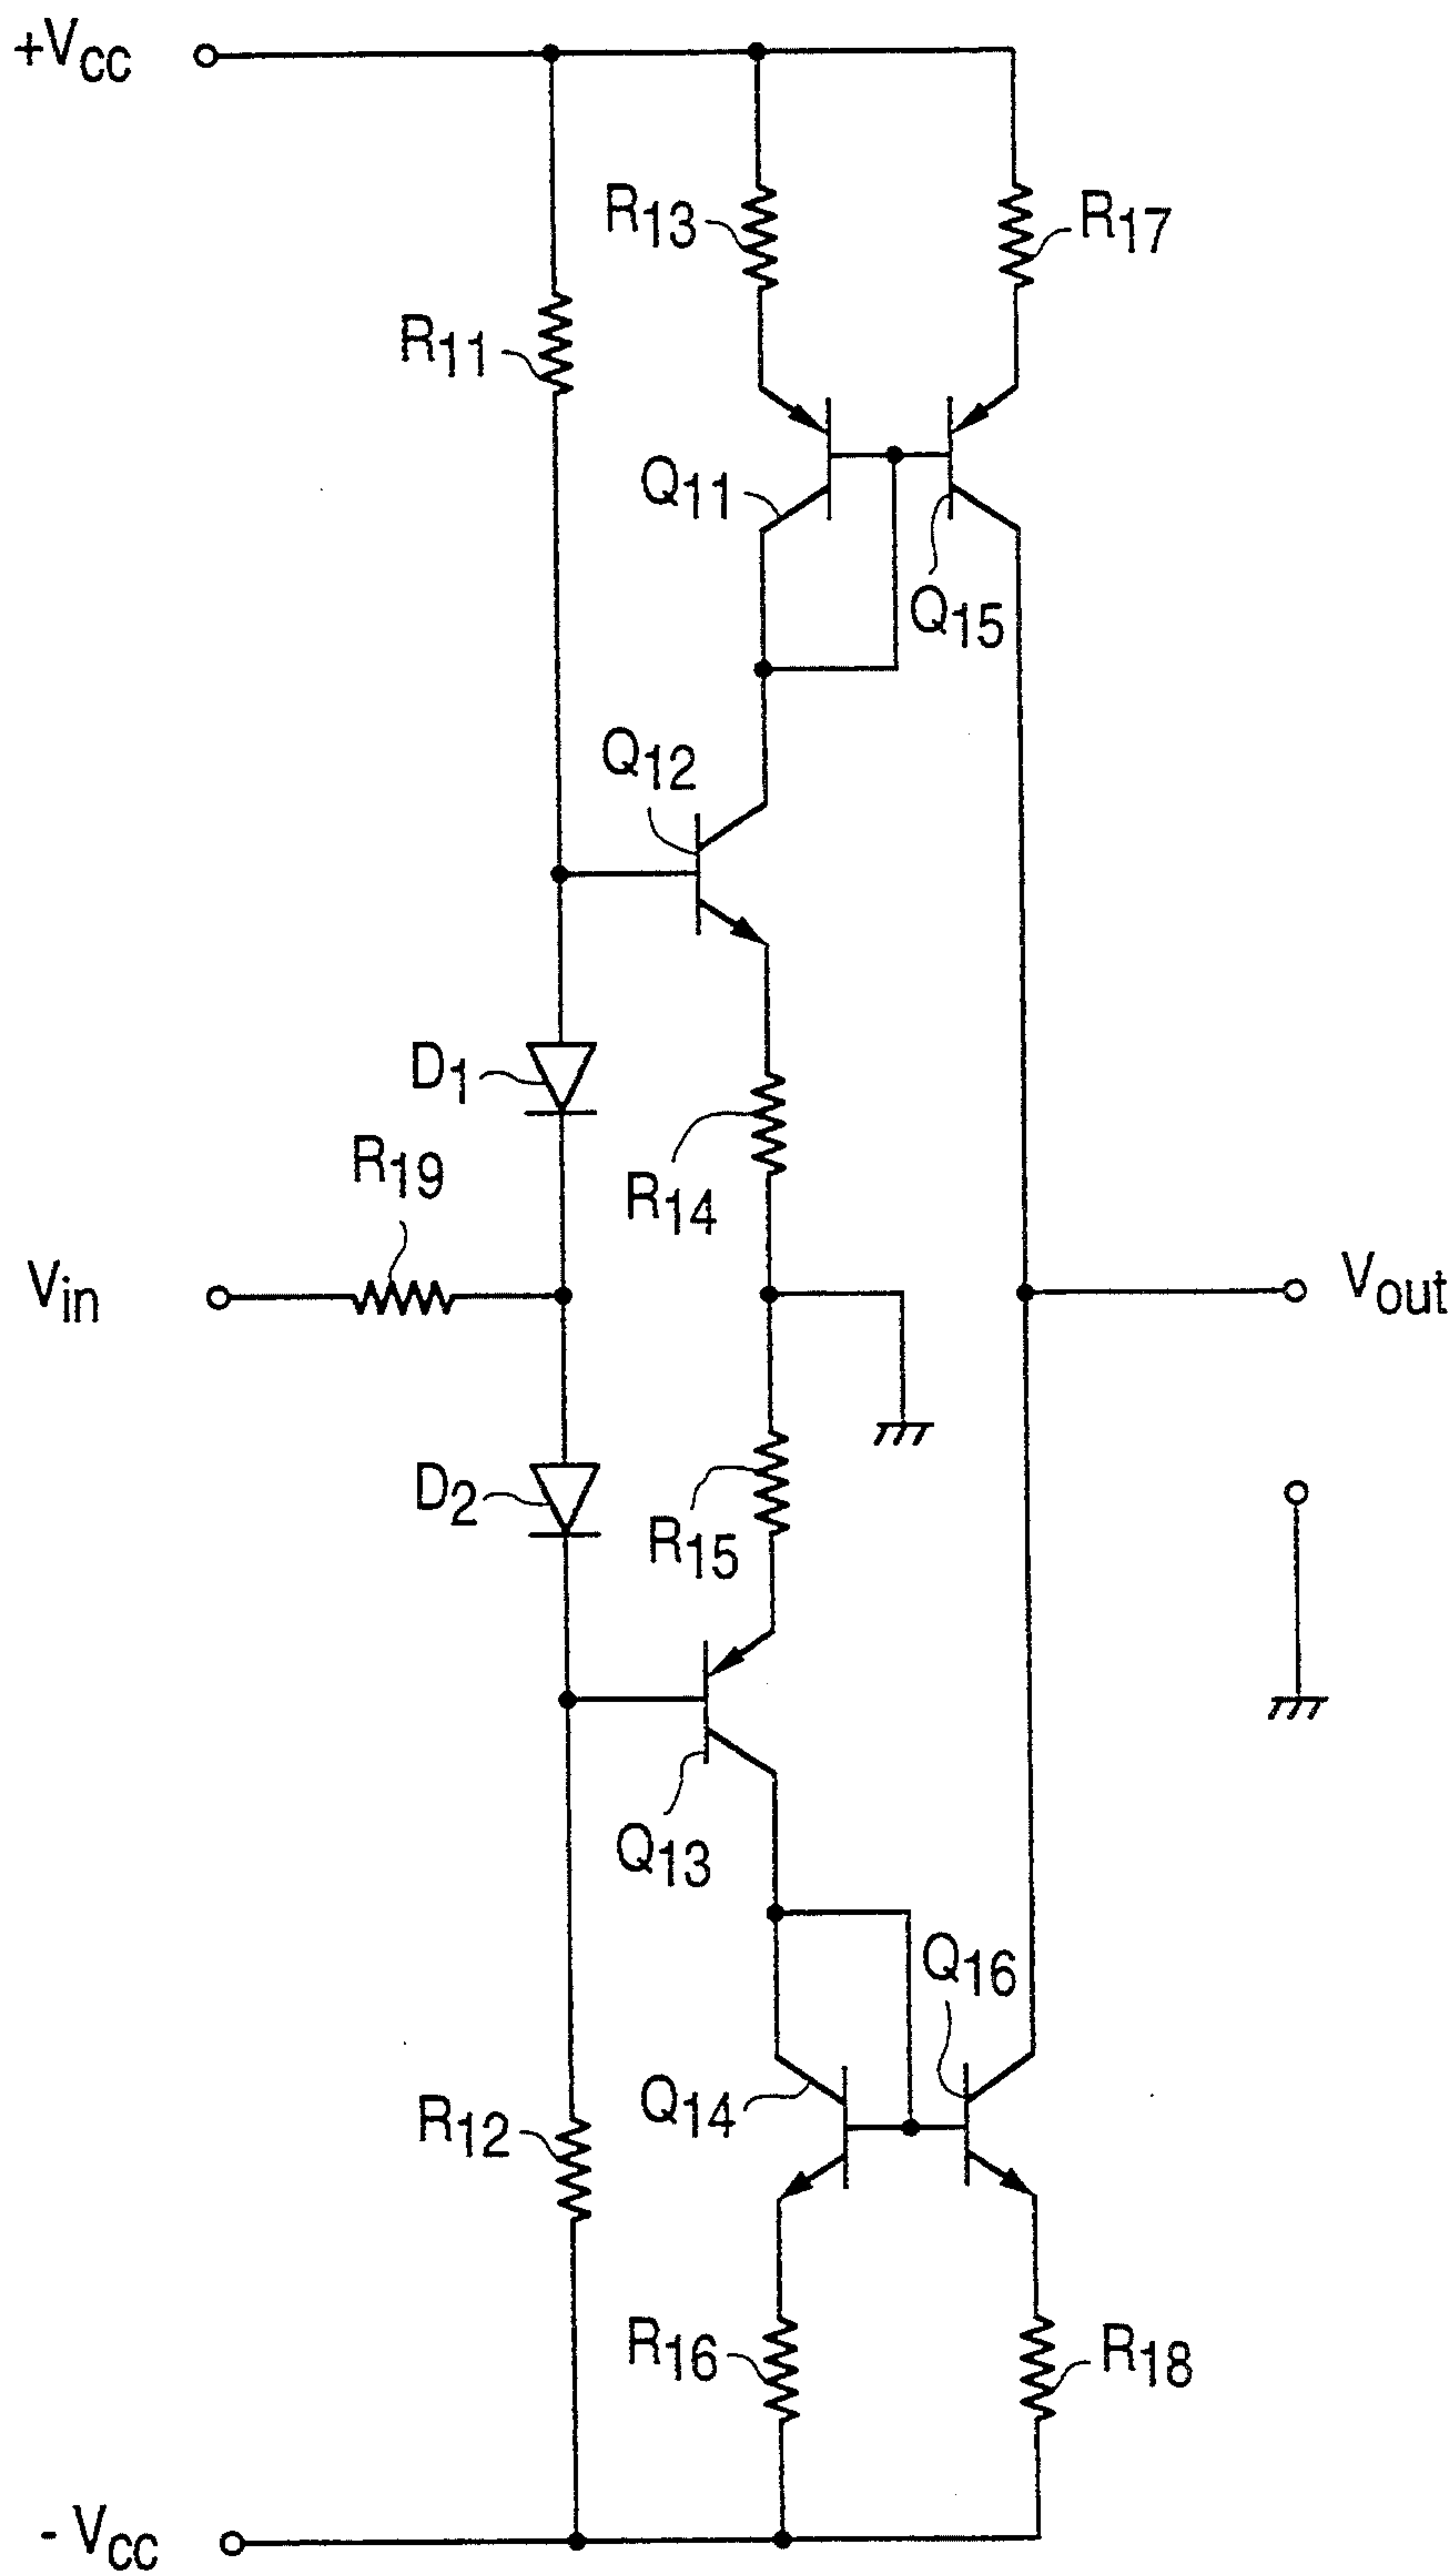 +Vcc
R13
R17
R11
Q11
Q15
Q12
D1
R19
R14
Vin
Vout
D2
R15
Q13
Q16
Q14
R12
R16
R18
- Vcc